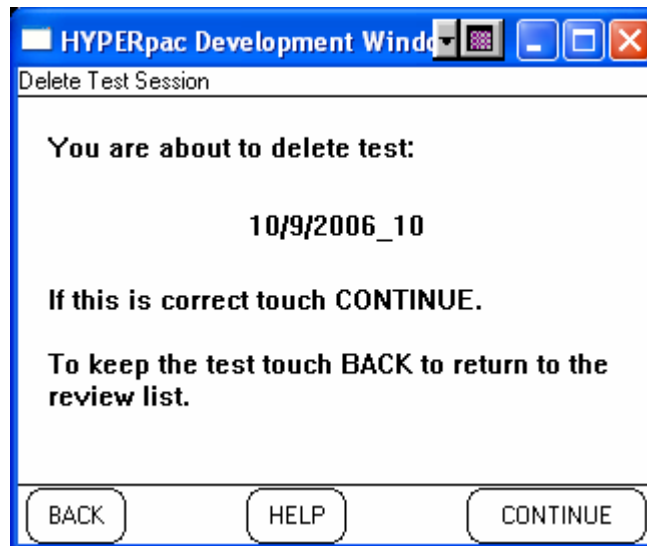 HYPERpac Development Windo
Delete Test Session
You are about to delete test:
10/9/2006_10
If this is correct touch CONTINUE.
To keep the test touch BACK to return to the
review list.
BACK
HELP
CONTINUE